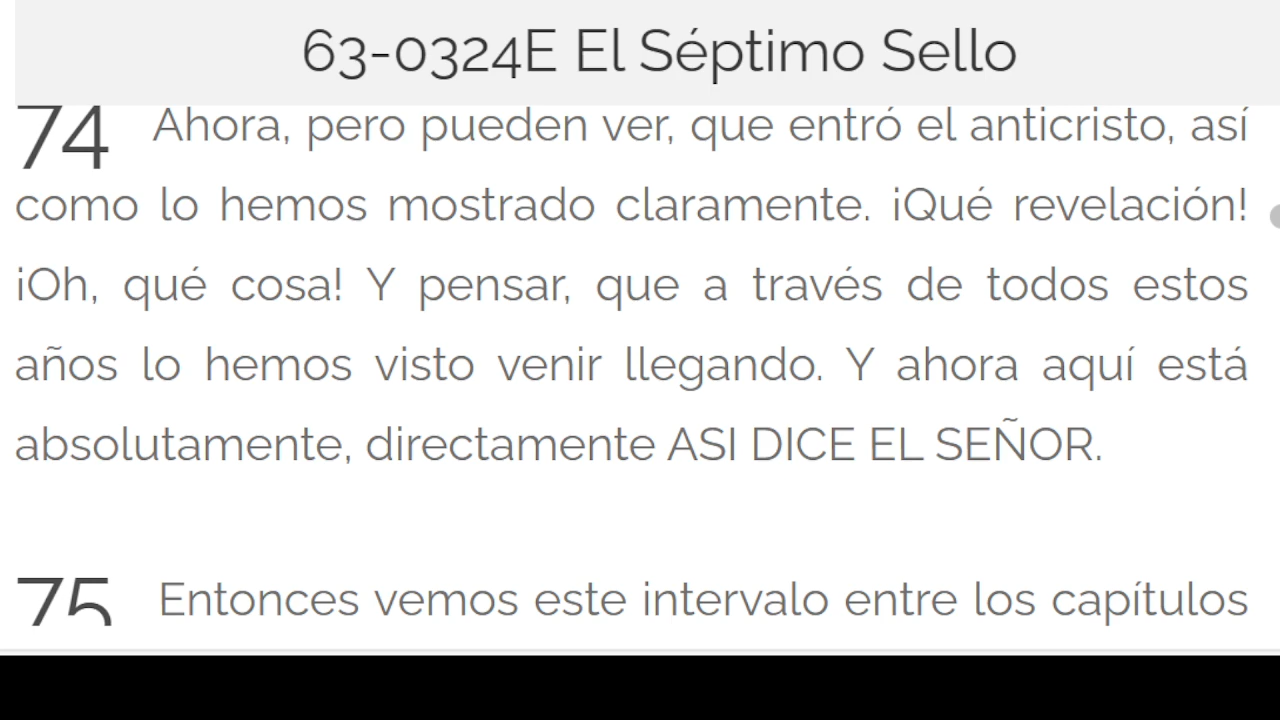 63-0324E El Séptimo Sello
74 Ahora, pero pueden ver, que entró el anticristo, así
como lo hemos mostrado claramente. ¡Qué revelación!
¡Oh, qué cosa! Y pensar, que a través de todos estos
años lo hemos visto venir llegando. Y ahora aquí está
absolutamente, directamente ASI DICE EL SEÑOR.
75 Entonces vemos este intervalo entre los capítulos